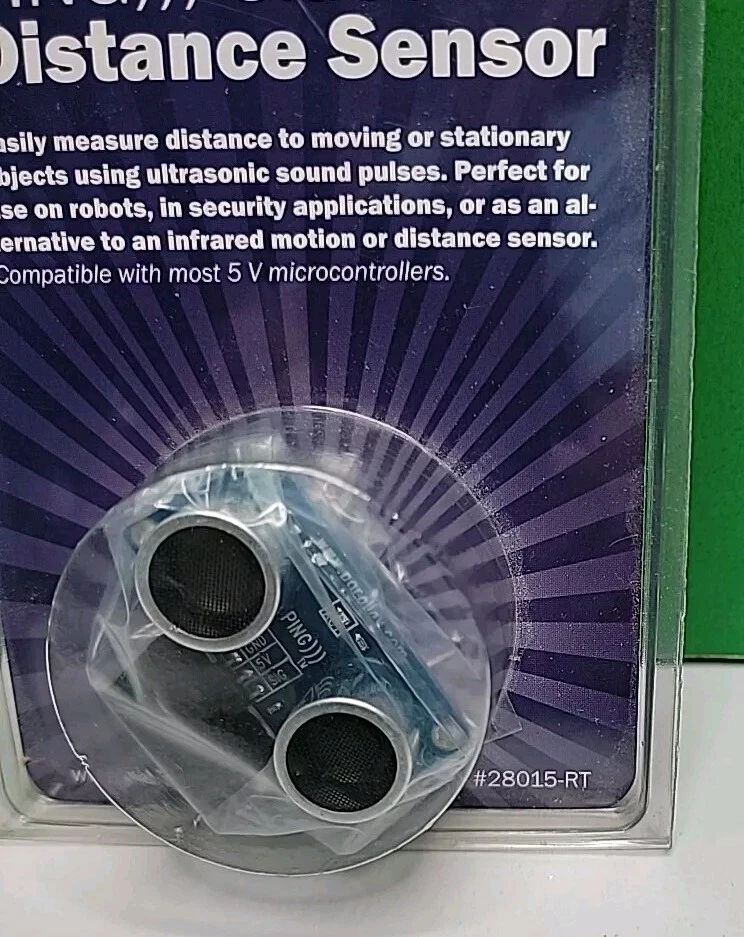 Distance Sensor
asily measure distance to moving or stationary
bjects using ultrasonic sound pulses. Perfect for
se on robots, in security applications, or as an al-
ernative to an infrared motion or distance sensor.
Compatible with most 5 V microcontrollers.
PING)))
TM
GND
5V
SIG
#28015-RT